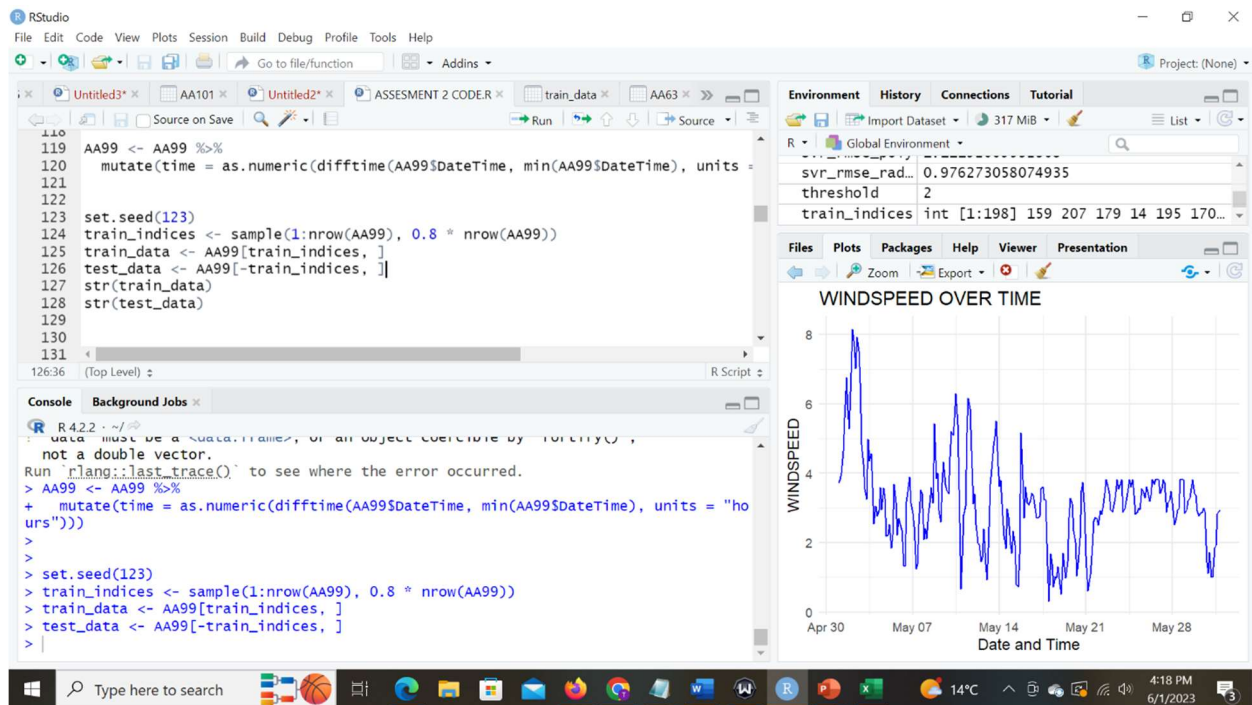 RStudio
File Edit Code View Plots Session Build Debug Profile Tools Help
Go to file/function
Addins
Project: (None)
Untitled3* AA101 Untitled2* ASSESMENT 2 CODE.R train_data AA63
Source on Save Run Source
118
119 AA99 <- AA99 %>%
120 mutate(time = as.numeric(difftime(AA99$DateTime, min(AA99$DateTime), units =
121
122
123 set.seed(123)
124 train_indices <- sample(1:nrow(AA99), 0.8 * nrow(AA99))
125 train_data <- AA99[train_indices, ]
126 test_data <- AA99[-train_indices, ]
127 str(train_data)
128 str(test_data)
129
130
131
126:36 (Top Level) R Script
Console Background Jobs
R 4.2.2 · ~/
not a double vector.
Run `rlang::last_trace()` to see where the error occurred.
> AA99 <- AA99 %>%
+ mutate(time = as.numeric(difftime(AA99$DateTime, min(AA99$DateTime), units = "ho
urs")))
>
>
> set.seed(123)
> train_indices <- sample(1:nrow(AA99), 0.8 * nrow(AA99))
> train_data <- AA99[train_indices, ]
> test_data <- AA99[-train_indices, ]
>
Environment History Connections Tutorial
Import Dataset 317 MiB List
R Global Environment
svr_rmse_rad… 0.976273058074935
threshold 2
train_indices int [1:198] 159 207 179 14 195 170…
Files Plots Packages Help Viewer Presentation
Zoom Export
WINDSPEED OVER TIME
WINDSPEED
8
6
4
2
0
Apr 30 May 07 May 14 May 21 May 28
Date and Time
Type here to search
14°C
4:18 PM
6/1/2023
3